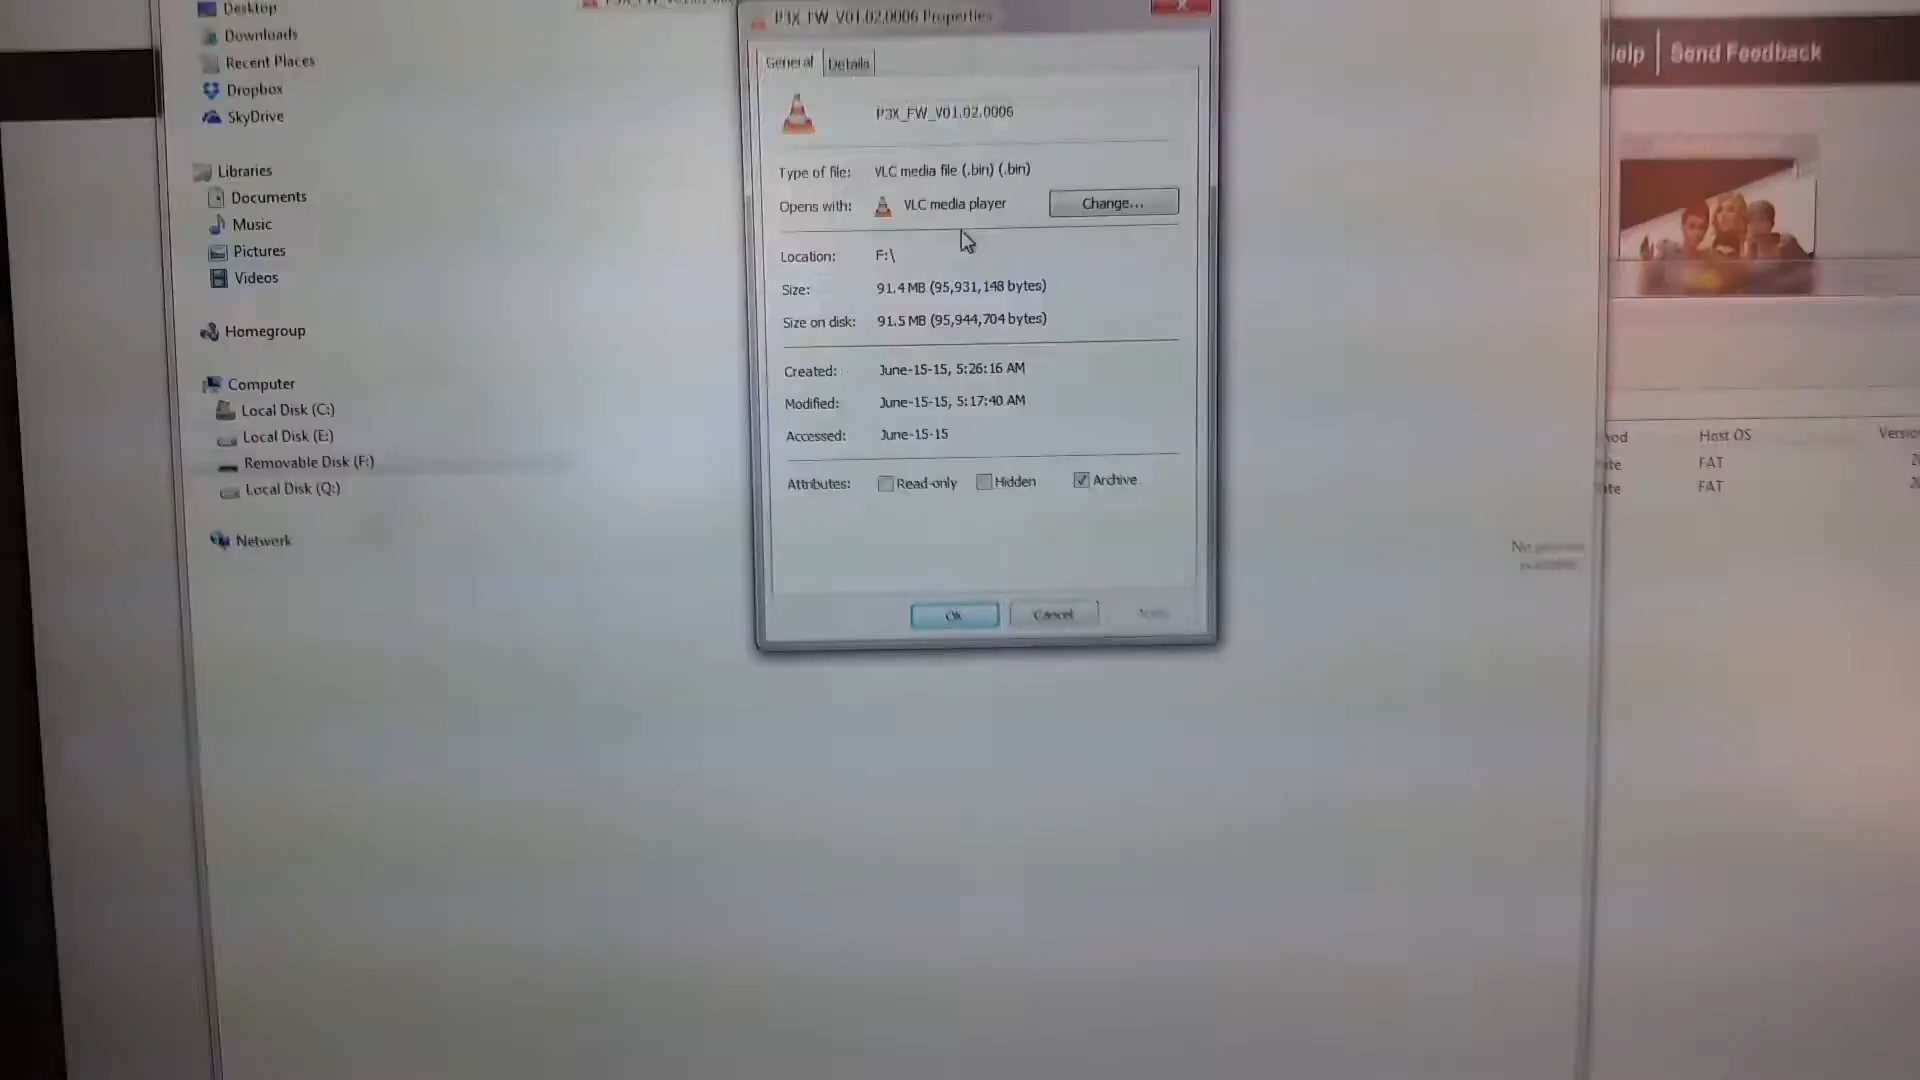 Desktop
Downloads
Recent Places
Dropbox
SkyDrive
Libraries
Documents
Music
Pictures
Videos
Homegroup
Computer
Local Disk (C:)
Local Disk (E:)
Removable Disk (F:)
Local Disk (Q:)
Network
P3X_FW_V01.02.0006 Properties
General
Details
P3X_FW_V01.02.0006
Type of file: VLC media file (.bin) (.bin)
Opens with: VLC media player
Change...
Location: F:\
Size: 91.4 MB (95,931,148 bytes)
Size on disk: 91.5 MB (95,944,704 bytes)
Created: June-15-15, 5:26:16 AM
Modified: June-15-15, 5:17:40 AM
Accessed: June-15-15
Attributes: Read-only Hidden Archive
OK Cancel Apply
Send Feedback
Host OS
FAT
FAT